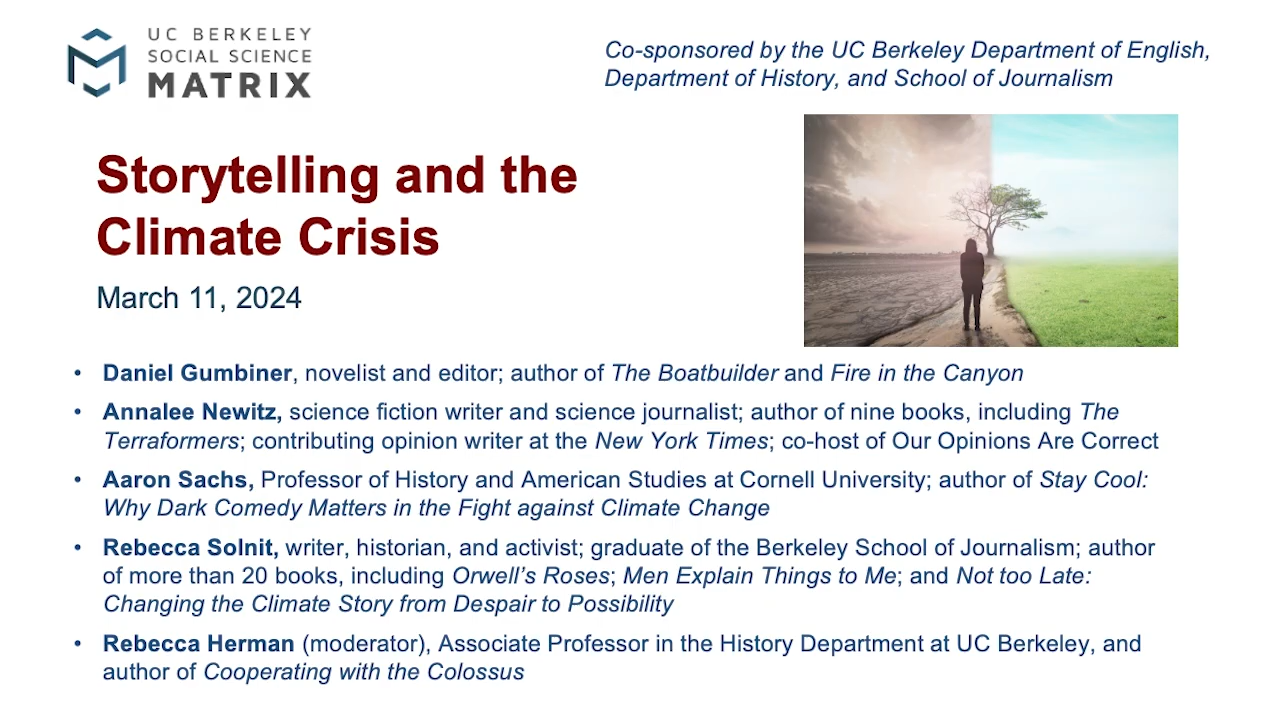 UC BERKELEY
SOCIAL SCIENCE
MATRIX
Co-sponsored by the UC Berkeley Department of English,
Department of History, and School of Journalism
Storytelling and the
Climate Crisis
March 11, 2024
• Daniel Gumbiner, novelist and editor; author of The Boatbuilder and Fire in the Canyon
• Annalee Newitz, science fiction writer and science journalist; author of nine books, including The
Terraformers; contributing opinion writer at the New York Times; co-host of Our Opinions Are Correct
• Aaron Sachs, Professor of History and American Studies at Cornell University; author of Stay Cool:
Why Dark Comedy Matters in the Fight against Climate Change
• Rebecca Solnit, writer, historian, and activist; graduate of the Berkeley School of Journalism; author
of more than 20 books, including Orwell’s Roses; Men Explain Things to Me; and Not too Late:
Changing the Climate Story from Despair to Possibility
• Rebecca Herman (moderator), Associate Professor in the History Department at UC Berkeley, and
author of Cooperating with the Colossus